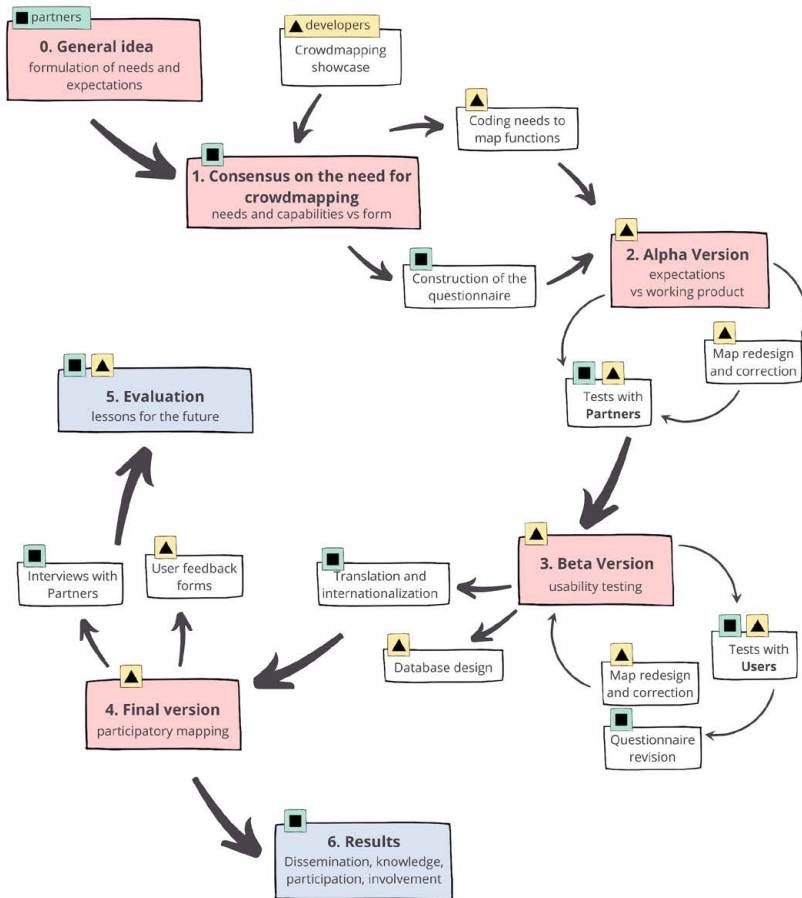 partners
0. General idea
formulation of needs and
expectations
developers
Crowdmapping
showcase
Coding needs to
map functions
1. Consensus on the need for
crowdmapping
needs and capabilities vs form
2. Alpha Version
expectations
vs working product
Construction of the
questionnaire
Map redesign
and correction
Tests with
Partners
5. Evaluation
lessons for the future
3. Beta Version
usability testing
Interviews with
Partners
User feedback
forms
Translation and
internationalization
Database design
Tests with
Users
Map redesign
and correction
Questionnaire
revision
4. Final version
participatory mapping
6. Results
Dissemination, knowledge,
participation, involvement